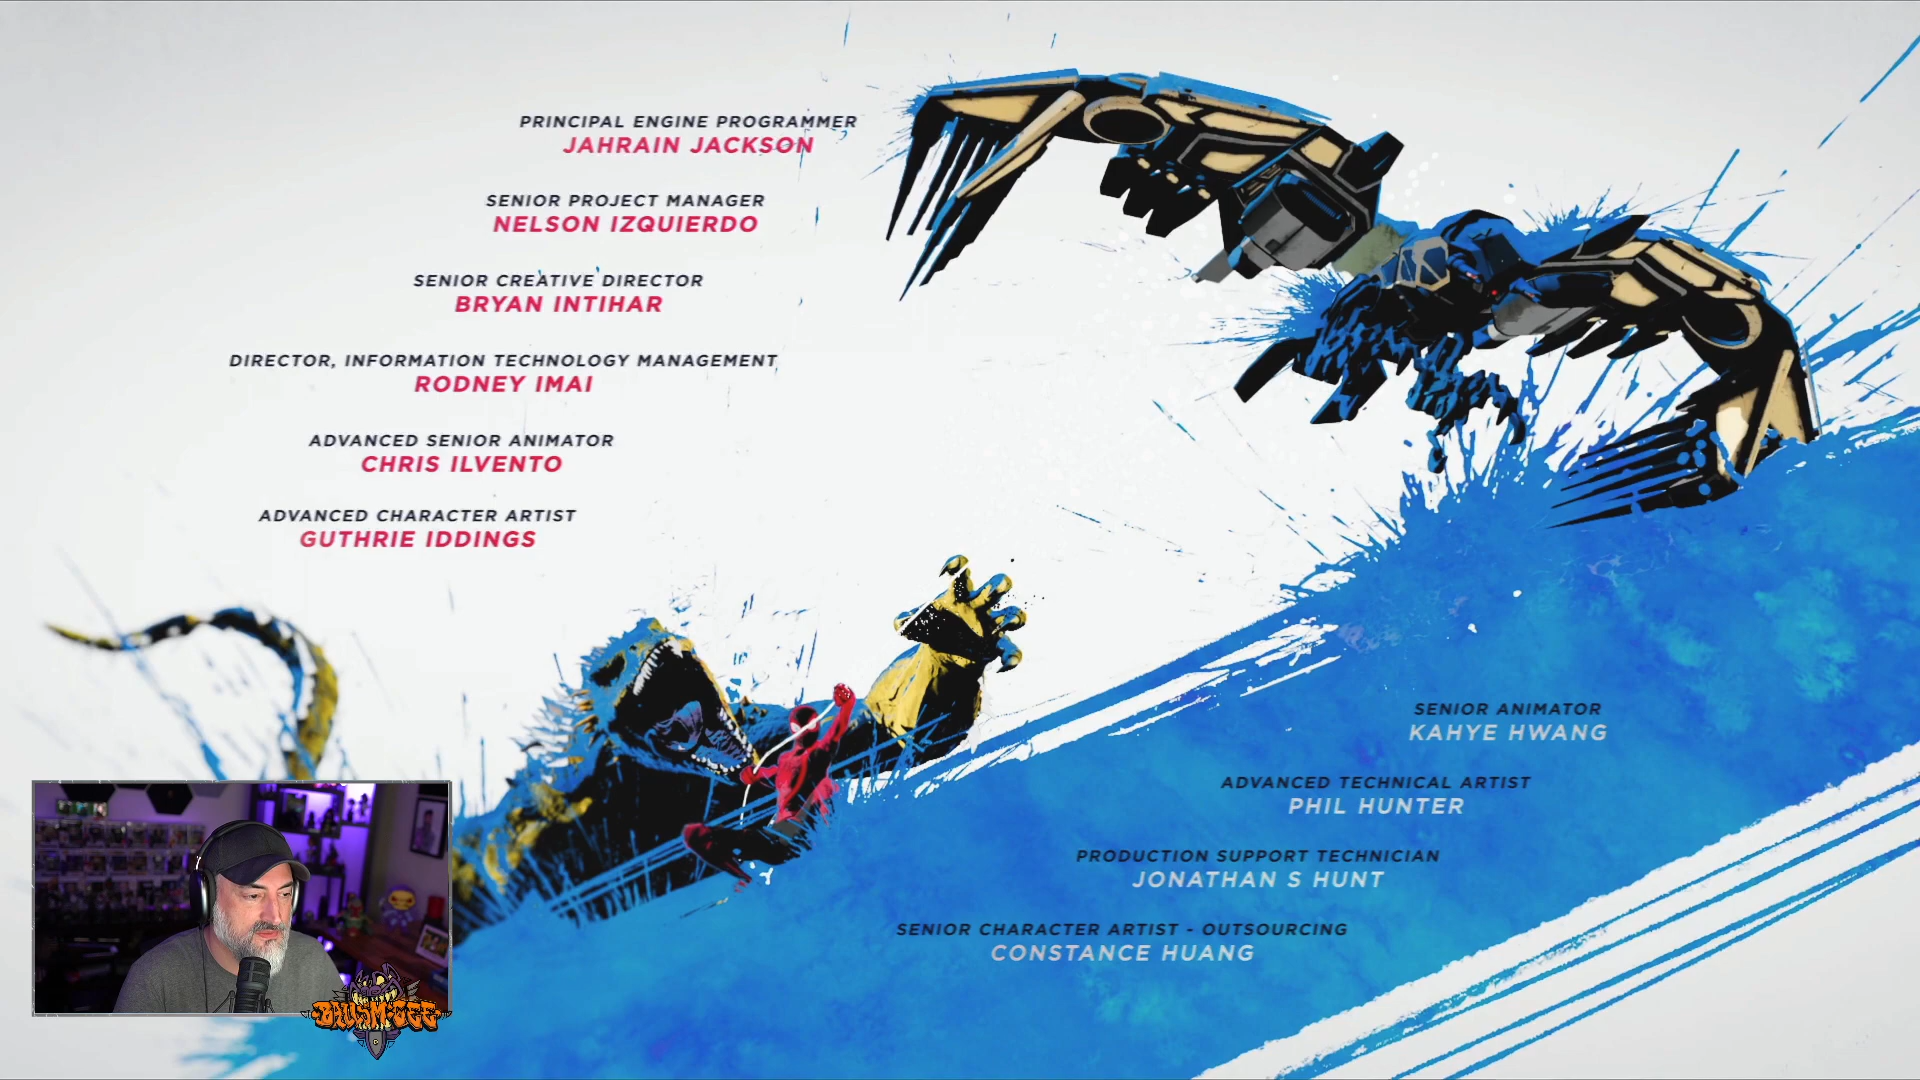 PRINCIPAL ENGINE PROGRAMMER
JAHRAIN JACKSON
SENIOR PROJECT MANAGER
NELSON IZQUIERDO
SENIOR CREATIVE DIRECTOR
BRYAN INTIHAR
DIRECTOR, INFORMATION TECHNOLOGY MANAGEMENT
RODNEY IMAI
ADVANCED SENIOR ANIMATOR
CHRIS ILVENTO
ADVANCED CHARACTER ARTIST
GUTHRIE IDDINGS
SENIOR ANIMATOR
KAHYE HWANG
ADVANCED TECHNICAL ARTIST
PHIL HUNTER
PRODUCTION SUPPORT TECHNICIAN
JONATHAN S HUNT
SENIOR CHARACTER ARTIST - OUTSOURCING
CONSTANCE HUANG